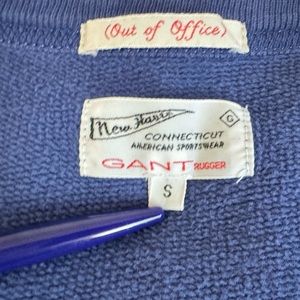 (Out of Office)
New Haven
G
CONNECTICUT
AMERICAN SPORTSWEAR
GANT RUGGER
S